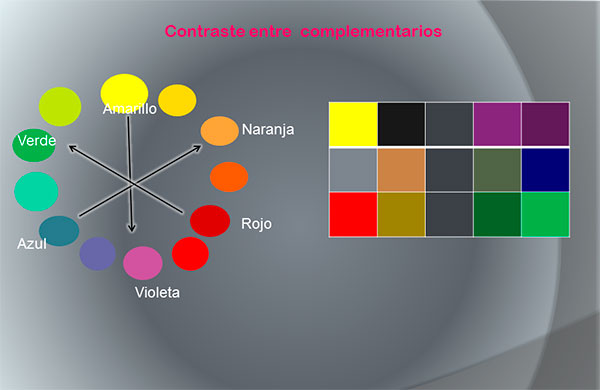 Contraste entre  complementarios
Amarillo
Naranja
Verde
Rojo
Azul
Violeta